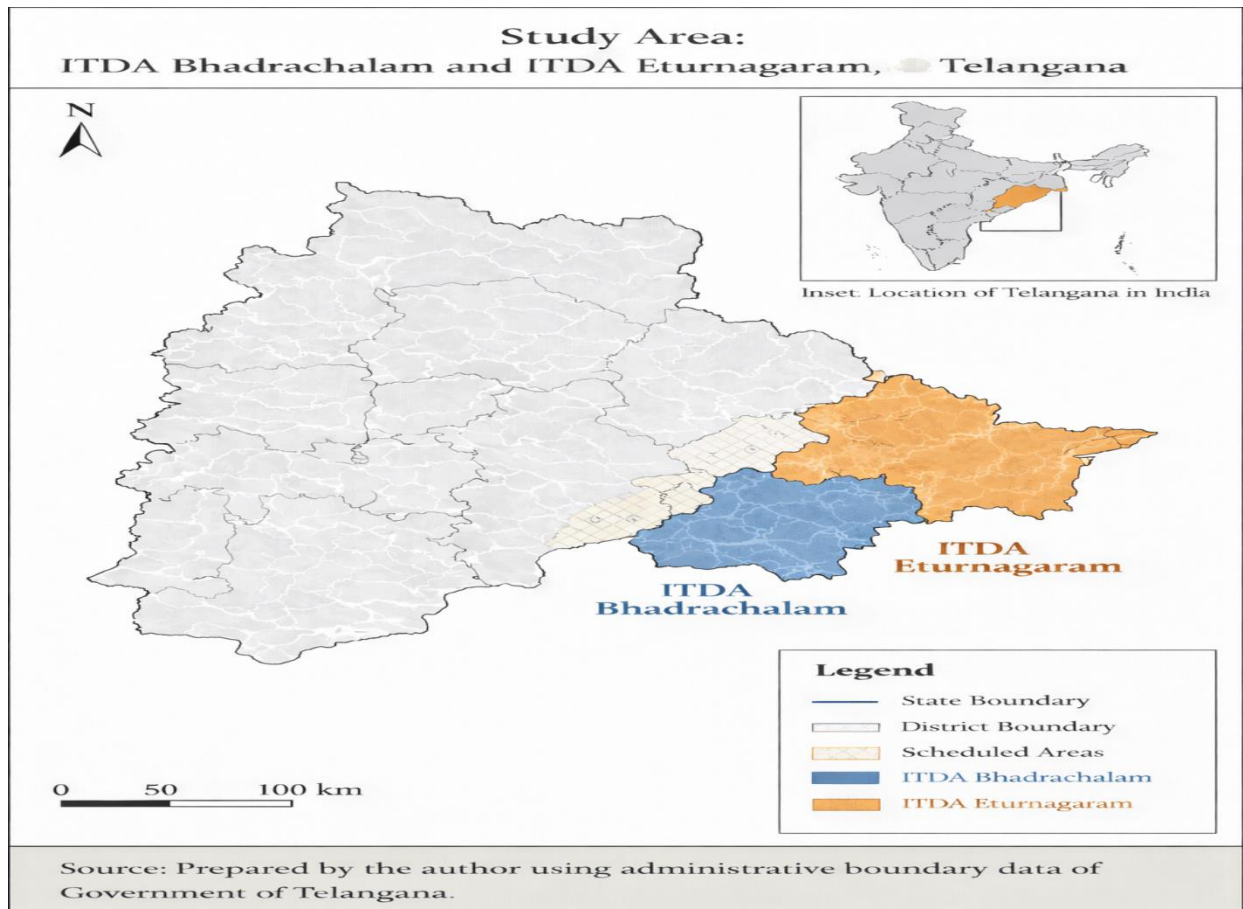 Study Area:
ITDA Bhadrachalam and ITDA Eturnagaram, Telangana
N
Inset: Location of Telangana in India
ITDA
Eturnagaram
ITDA
Bhadrachalam
Legend
State Boundary
District Boundary
Scheduled Areas
ITDA Bhadrachalam
ITDA Eturnagaram
0 50 100 km
Source: Prepared by the author using administrative boundary data of
Government of Telangana.